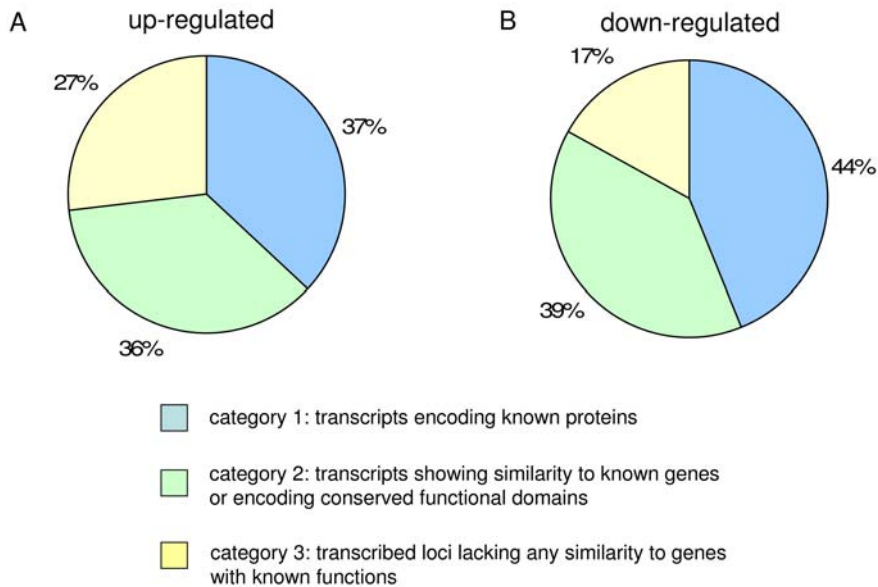 A
up-regulated
27%
37%
36%
B
down-regulated
17%
44%
39%
category 1: transcripts encoding known proteins
category 2: transcripts showing similarity to known genes
or encoding conserved functional domains
category 3: transcribed loci lacking any similarity to genes
with known functions